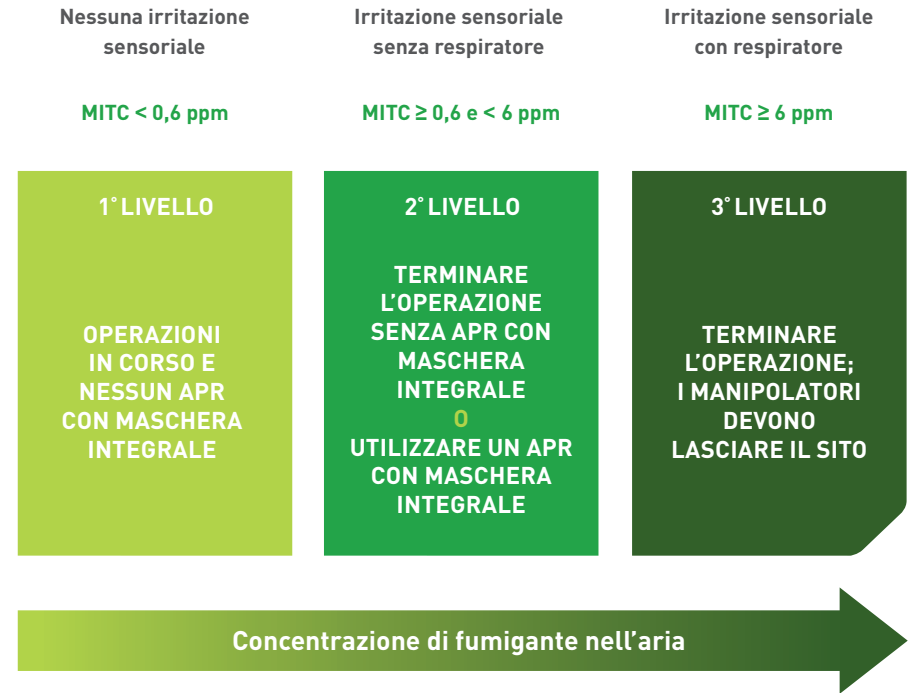 Nessuna irritazione
sensoriale
MITC < 0,6 ppm
1° LIVELLO
OPERAZIONI
IN CORSO E
NESSUN APR
CON MASCHERA
INTEGRALE
Irritazione sensoriale
senza respiratore
MITC ≥ 0,6 e < 6 ppm
2° LIVELLO
TERMINARE
L’OPERAZIONE
SENZA APR CON
MASCHERA
INTEGRALE
O
UTILIZZARE UN APR
CON MASCHERA
INTEGRALE
Irritazione sensoriale
con respiratore
MITC ≥ 6 ppm
3° LIVELLO
TERMINARE
L’OPERAZIONE;
I MANIPOLATORI
DEVONO
LASCIARE IL SITO
Concentrazione di fumigante nell’aria